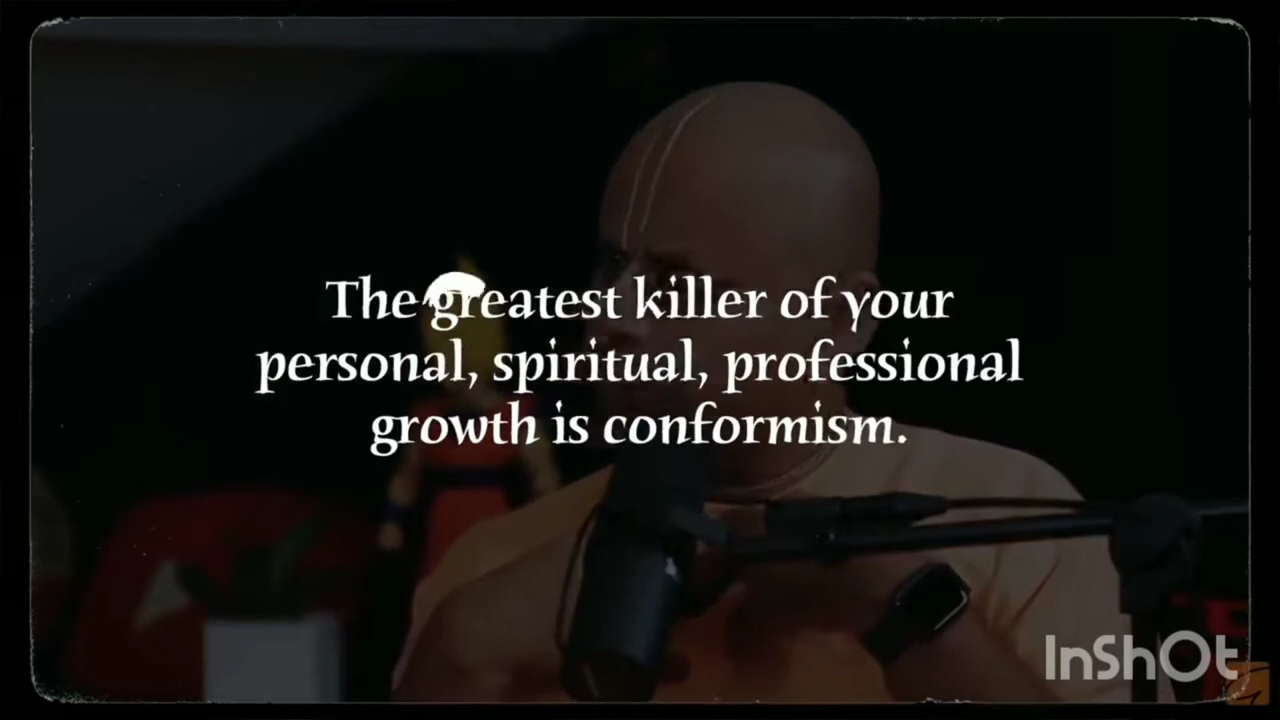 The greatest killer of your
personal, spiritual, professional
growth is conformism.
InShOt